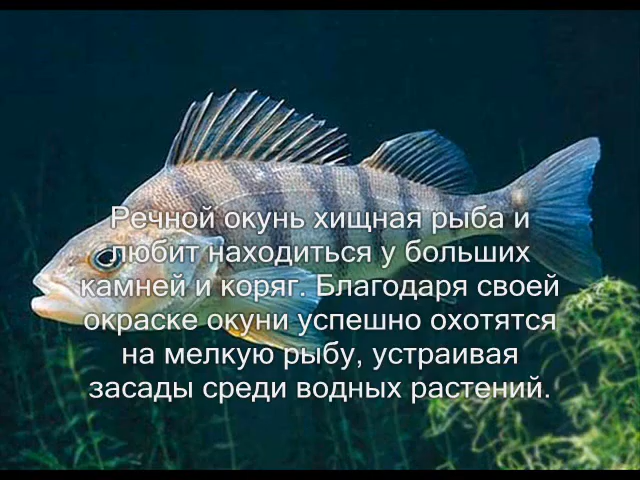 Речной окунь хищная рыба и
любит находиться у больших
камней и коряг. Благодаря своей
окраске окуни успешно охотятся
на мелкую рыбу, устраивая
засады среди водных растений.